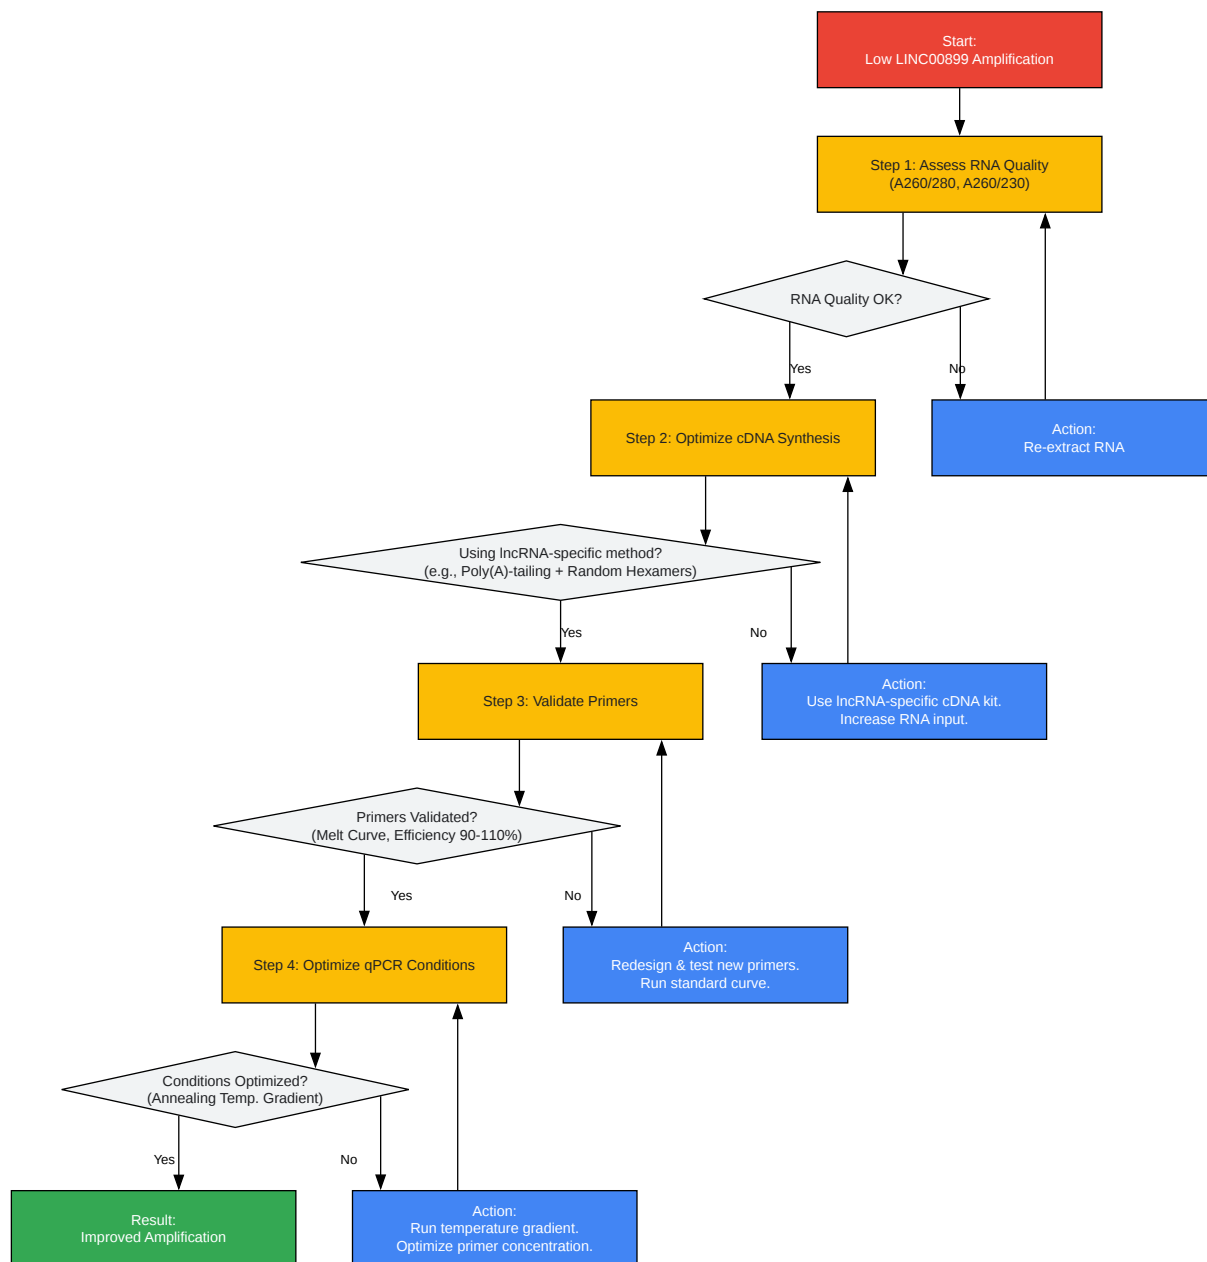 Start:
Low LINC00899 Amplification
Step 1: Assess RNA Quality
(A260/280, A260/230)
RNA Quality OK?
Yes
No
Step 2: Optimize cDNA Synthesis
Action:
Re-extract RNA
Using lncRNA-specific method?
(e.g., Poly(A)-tailing + Random Hexamers)
Yes
No
Step 3: Validate Primers
Action:
Use lncRNA-specific cDNA kit.
Increase RNA input.
Primers Validated?
(Melt Curve, Efficiency 90-110%)
Yes
No
Step 4: Optimize qPCR Conditions
Action:
Redesign & test new primers.
Run standard curve.
Conditions Optimized?
(Annealing Temp. Gradient)
Yes
No
Result:
Improved Amplification
Action:
Run temperature gradient.
Optimize primer concentration.